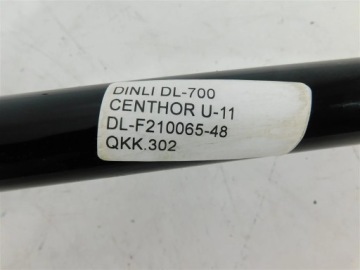 DINLI DL-700
CENTHOR U-11
DL-F210065-48
QKK.302